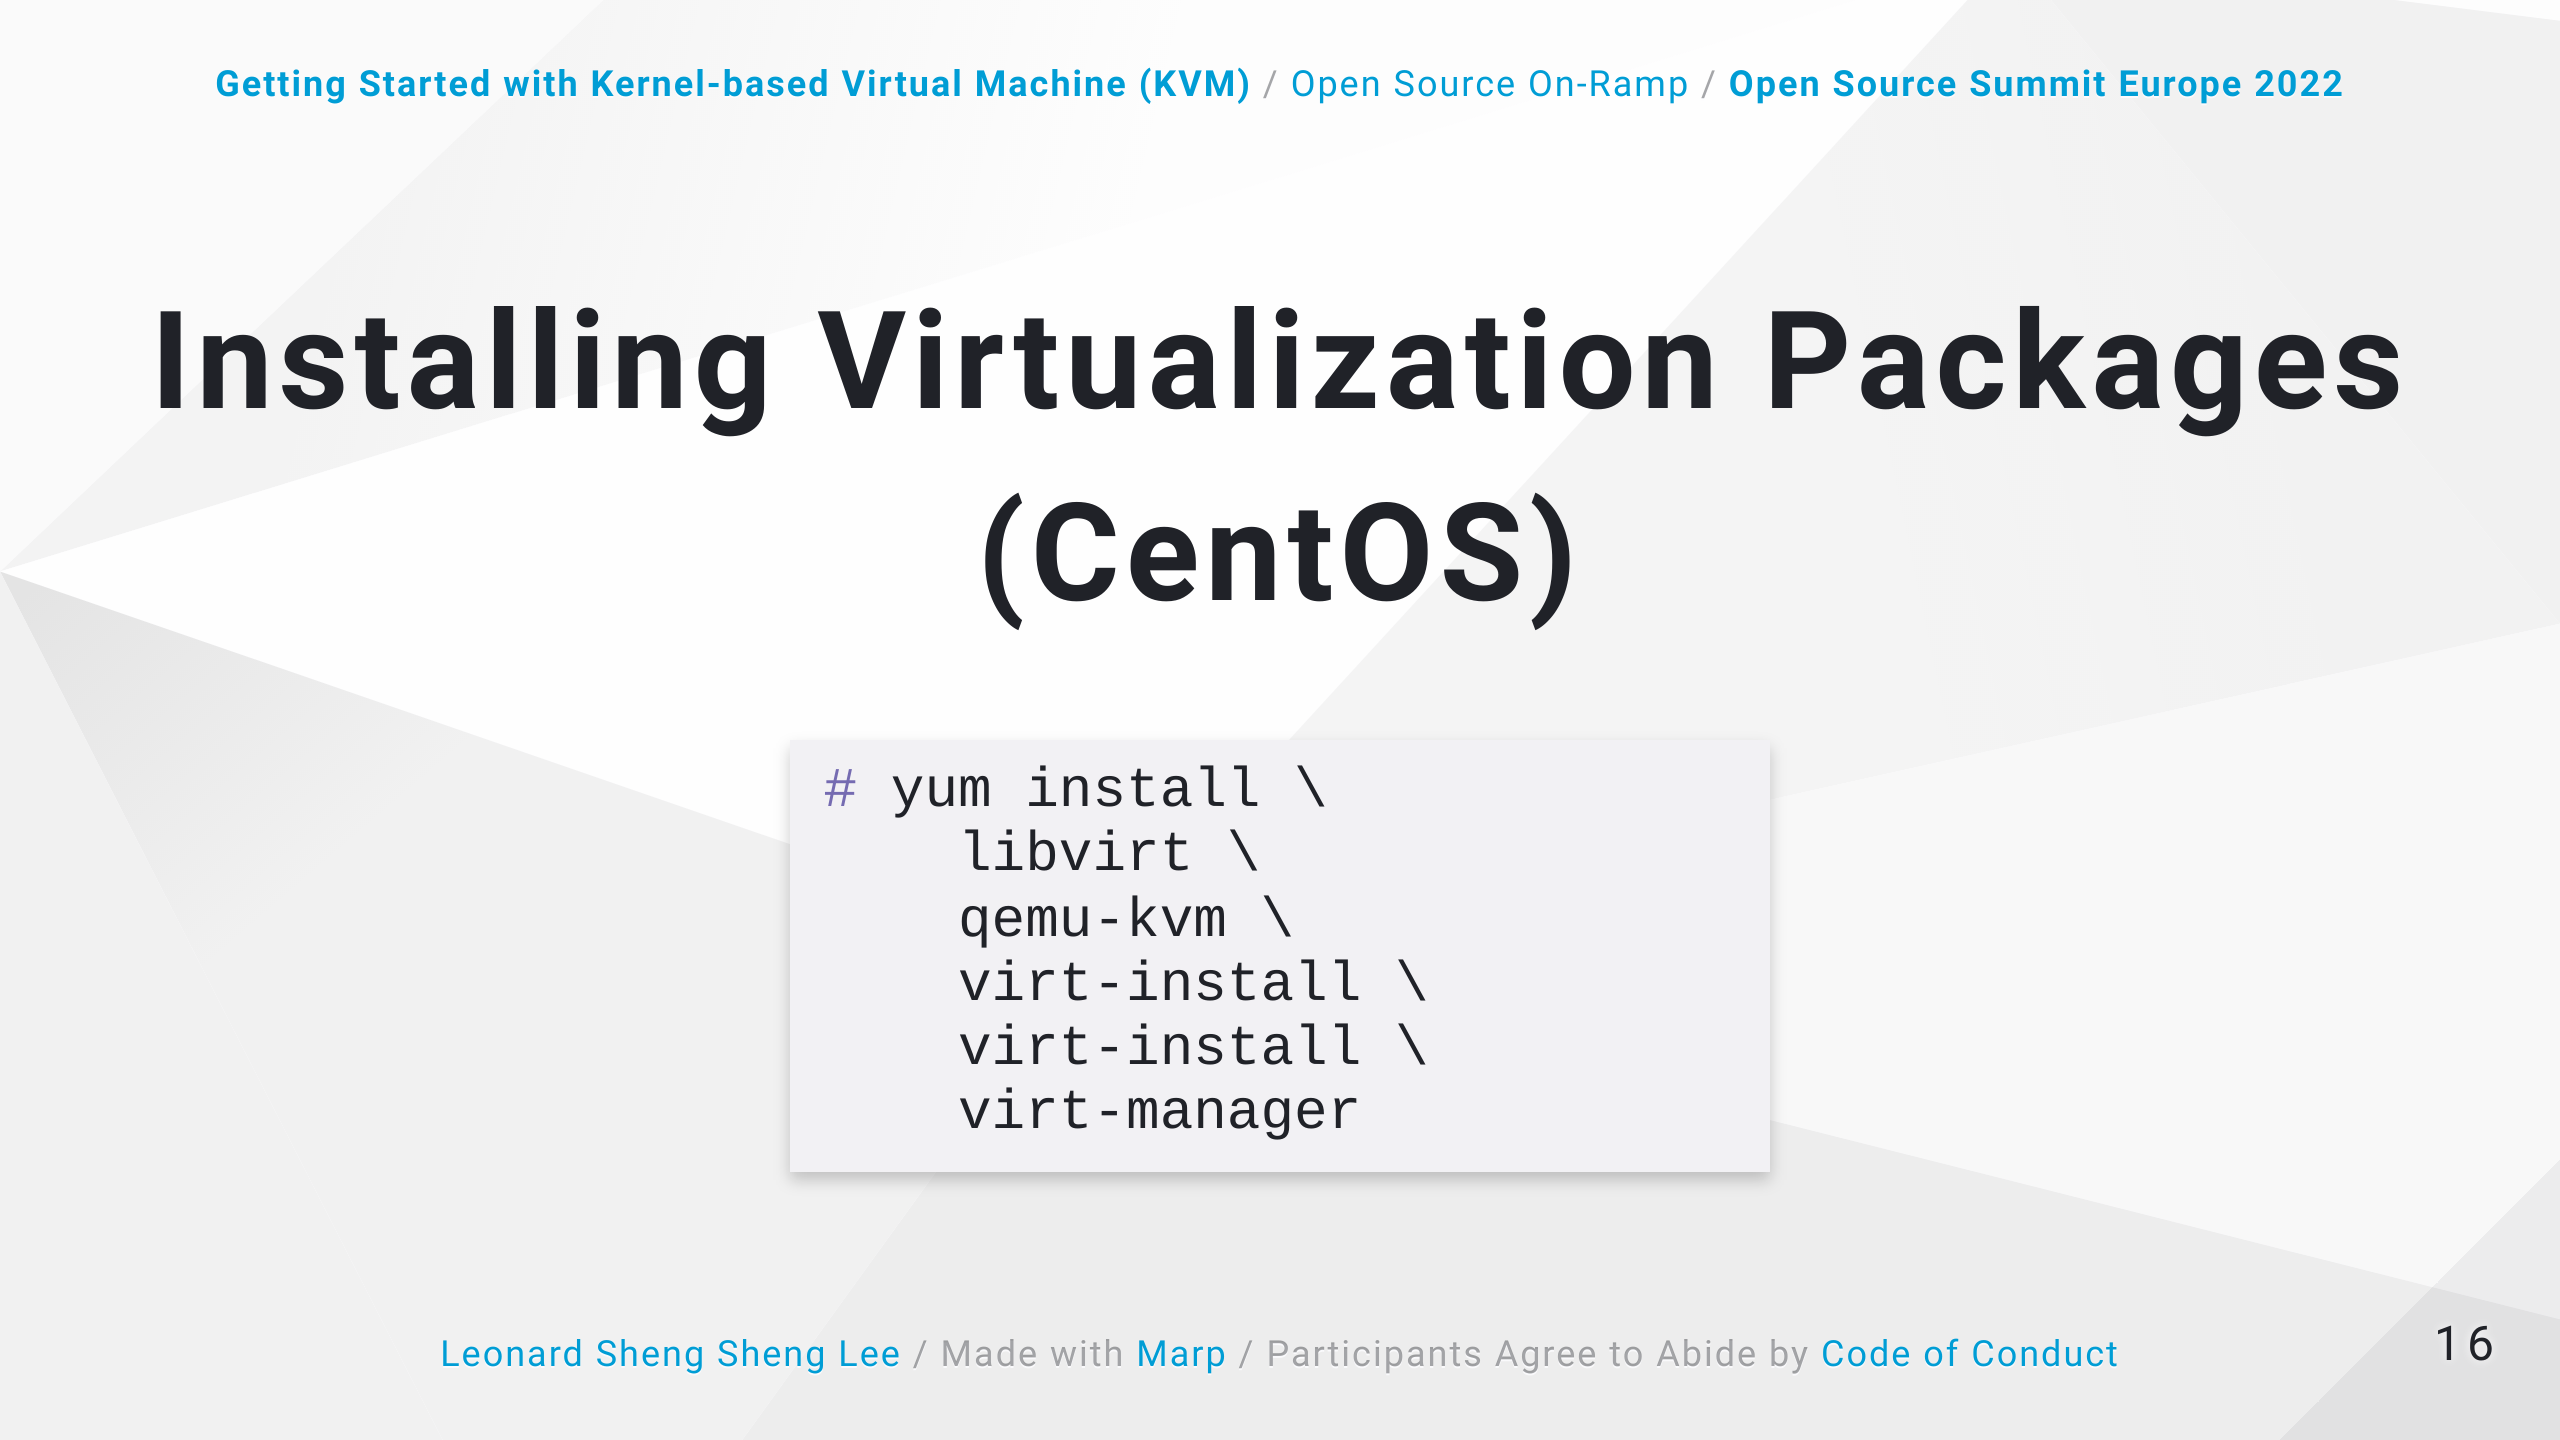 Getting Started with Kernel-based Virtual Machine (KVM) / Open Source On-Ramp / Open Source Summit Europe 2022
Installing Virtualization Packages
(CentOS)
# yum install \
    libvirt \
    qemu-kvm \
    virt-install \
    virt-install \
    virt-manager
Leonard Sheng Sheng Lee / Made with Marp / Participants Agree to Abide by Code of Conduct
16